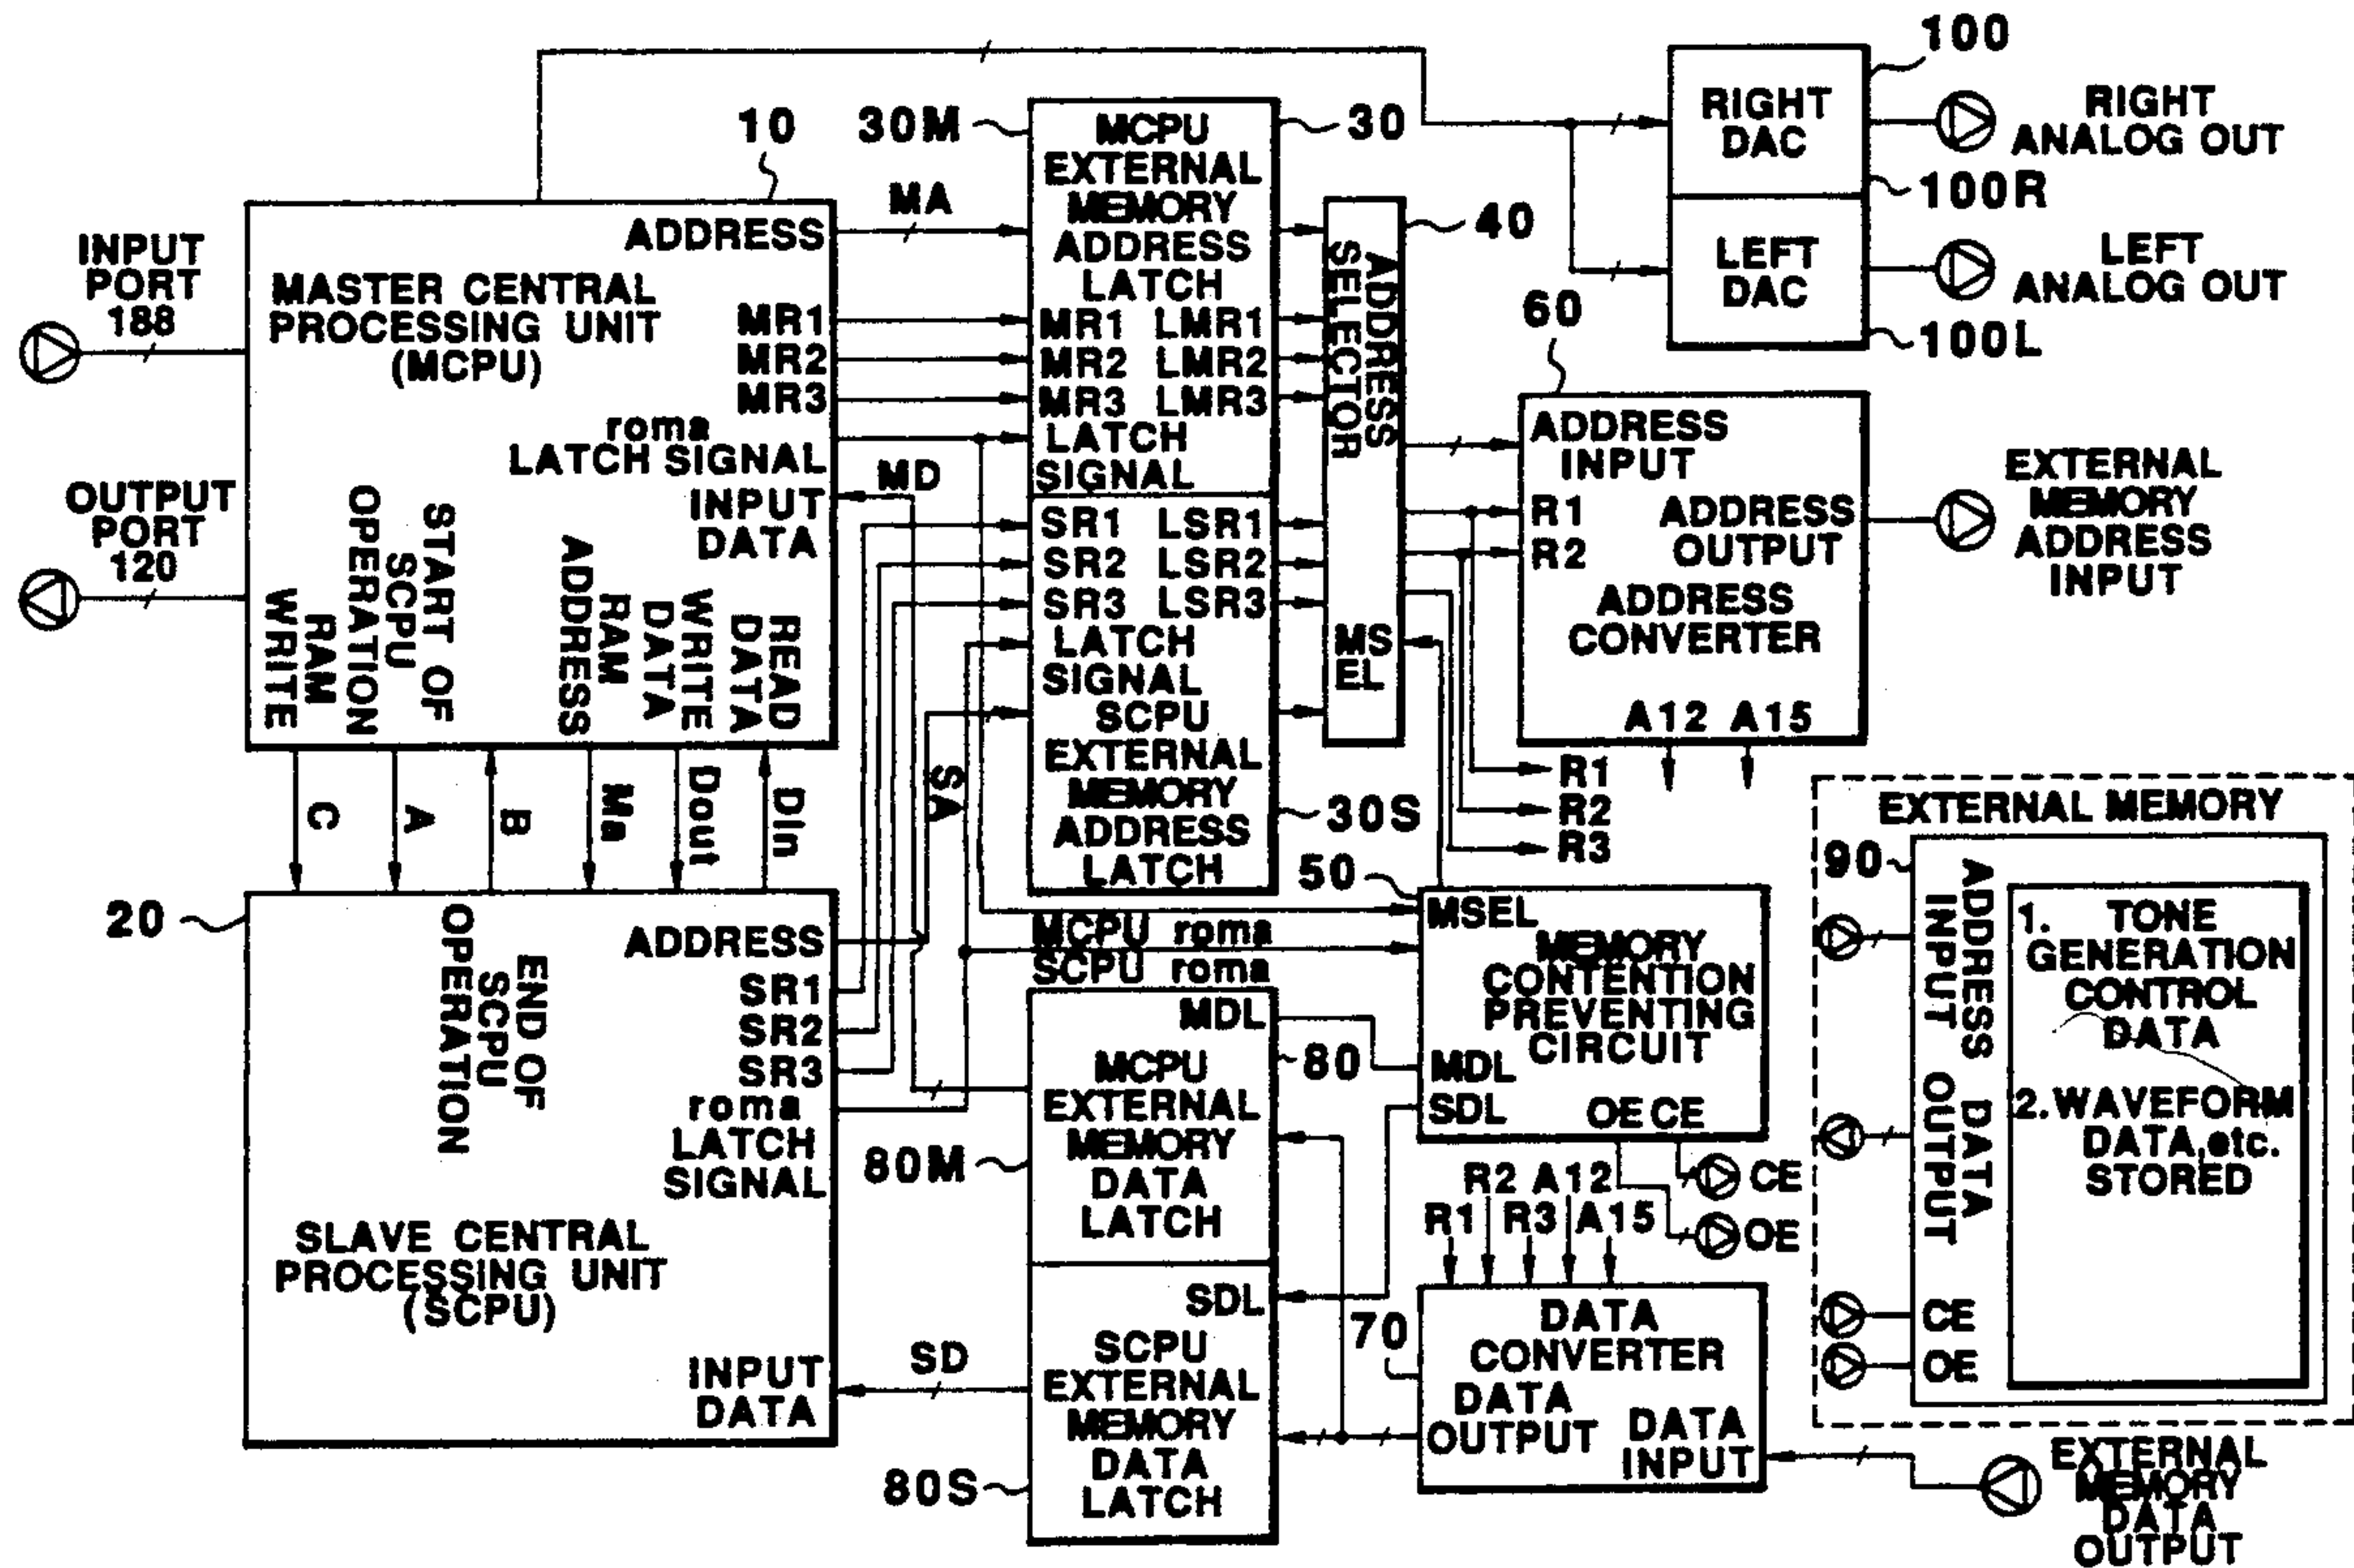 100
RIGHT
DAC
RIGHT
ANALOG OUT
100R
LEFT
DAC
LEFT
ANALOG OUT
100L
10
MA
ADDRESS
INPUT
PORT
188
MASTER CENTRAL
PROCESSING UNIT
(MCPU)
MR1
MR2
MR3
roma
LATCH SIGNAL
MD
INPUT
DATA
OUTPUT
PORT
120
WRITE
RAM
OPERATION
SCPU
START OF
ADDRESS
RAM
DATA
WRITE
DATA
READ
C
A
B
Ma
Dout
DIn
30M
30
MCPU
EXTERNAL
MEMORY
ADDRESS
LATCH
MR1 LMR1
MR2 LMR2
MR3 LMR3
LATCH
SIGNAL
SR1 LSR1
SR2 LSR2
SR3 LSR3
LATCH
SIGNAL
SCPU
EXTERNAL
MEMORY
ADDRESS
LATCH
30S
SA
40
ADDRESS
SELECTOR
MS
EL
60
ADDRESS
INPUT
R1
R2
ADDRESS
OUTPUT
ADDRESS
CONVERTER
A12 A15
EXTERNAL
MEMORY
ADDRESS
INPUT
R1
R2
R3
20
END OF
SCPU
OPERATION
ADDRESS
SR1
SR2
SR3
roma
LATCH
SIGNAL
SLAVE CENTRAL
PROCESSING UNIT
(SCPU)
INPUT
DATA
SD
MCPU roma
SCPU roma
50
MSEL
MEMORY
CONTENTION
PREVENTING
CIRCUIT
MDL
SDL
OE CE
CE
OE
80
MDL
MCPU
EXTERNAL
MEMORY
DATA
LATCH
80M
SDL
SCPU
EXTERNAL
MEMORY
DATA
LATCH
80S
R2 A12
R1 R3 A15
70
DATA
CONVERTER
DATA
OUTPUT
DATA
INPUT
EXTERNAL MEMORY
90
ADDRESS
INPUT
DATA
OUTPUT
CE
OE
1. TONE
GENERATION
CONTROL
DATA
2. WAVEFORM
DATA, etc.
STORED
EXTERNAL
MEMORY
DATA
OUTPUT